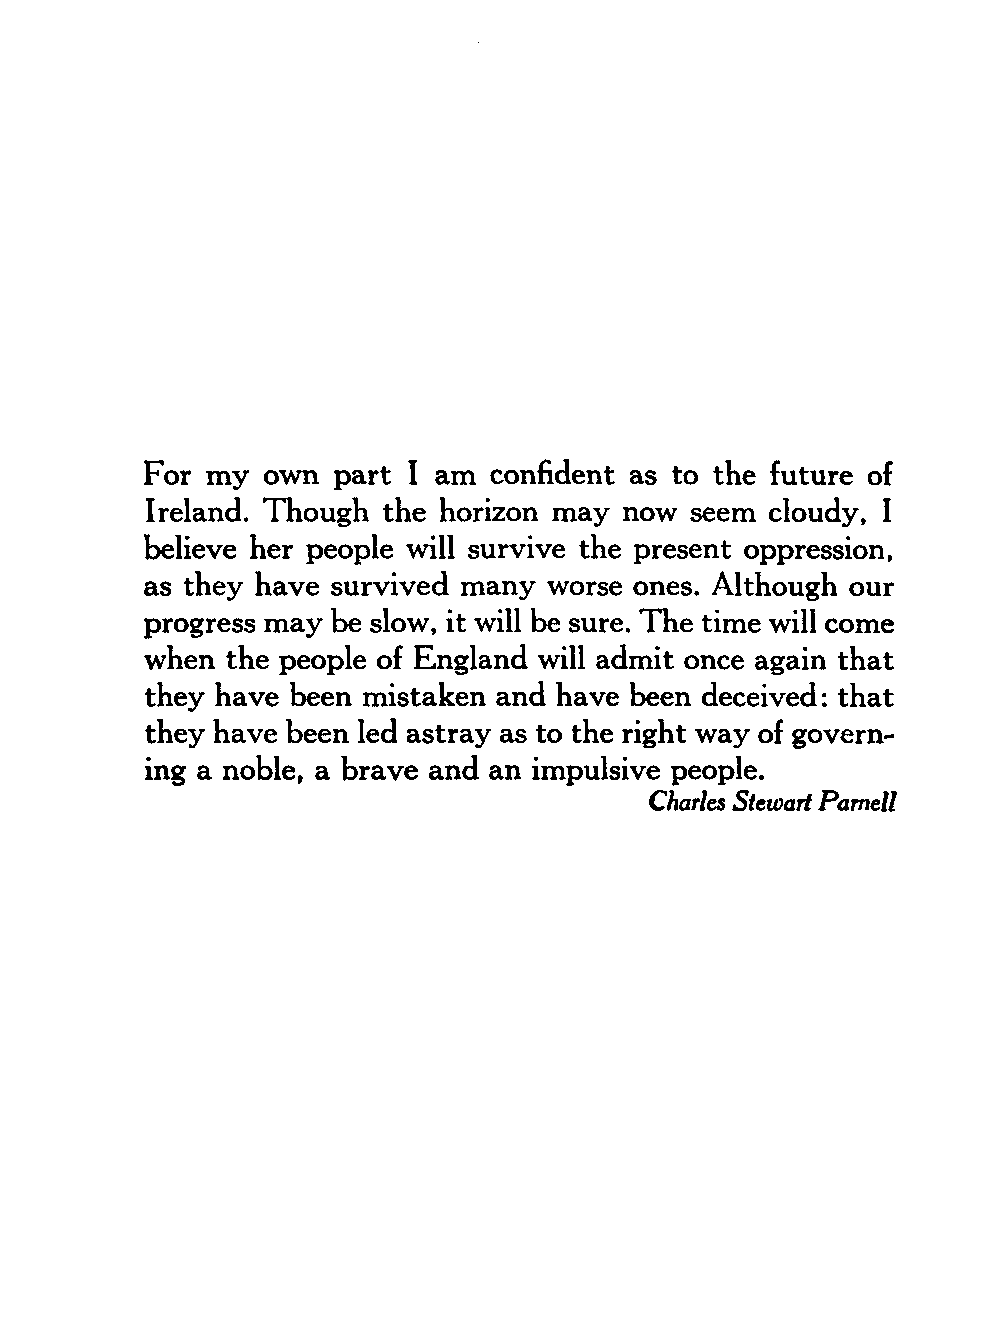 For my own part I am confident as to the future of
Ireland. Though the horizon may now seem cloudy, I
believe her people will survive the present oppression,
as they have survived many worse ones. Although our
progress may be slow, it will be sure. The time will come
when the people of England will admit once again that
they have been mistaken and have been deceived: that
they have been led astray as to the right way of govern-
ing a noble, a brave and an impulsive people.
Charles Stewart Parnell